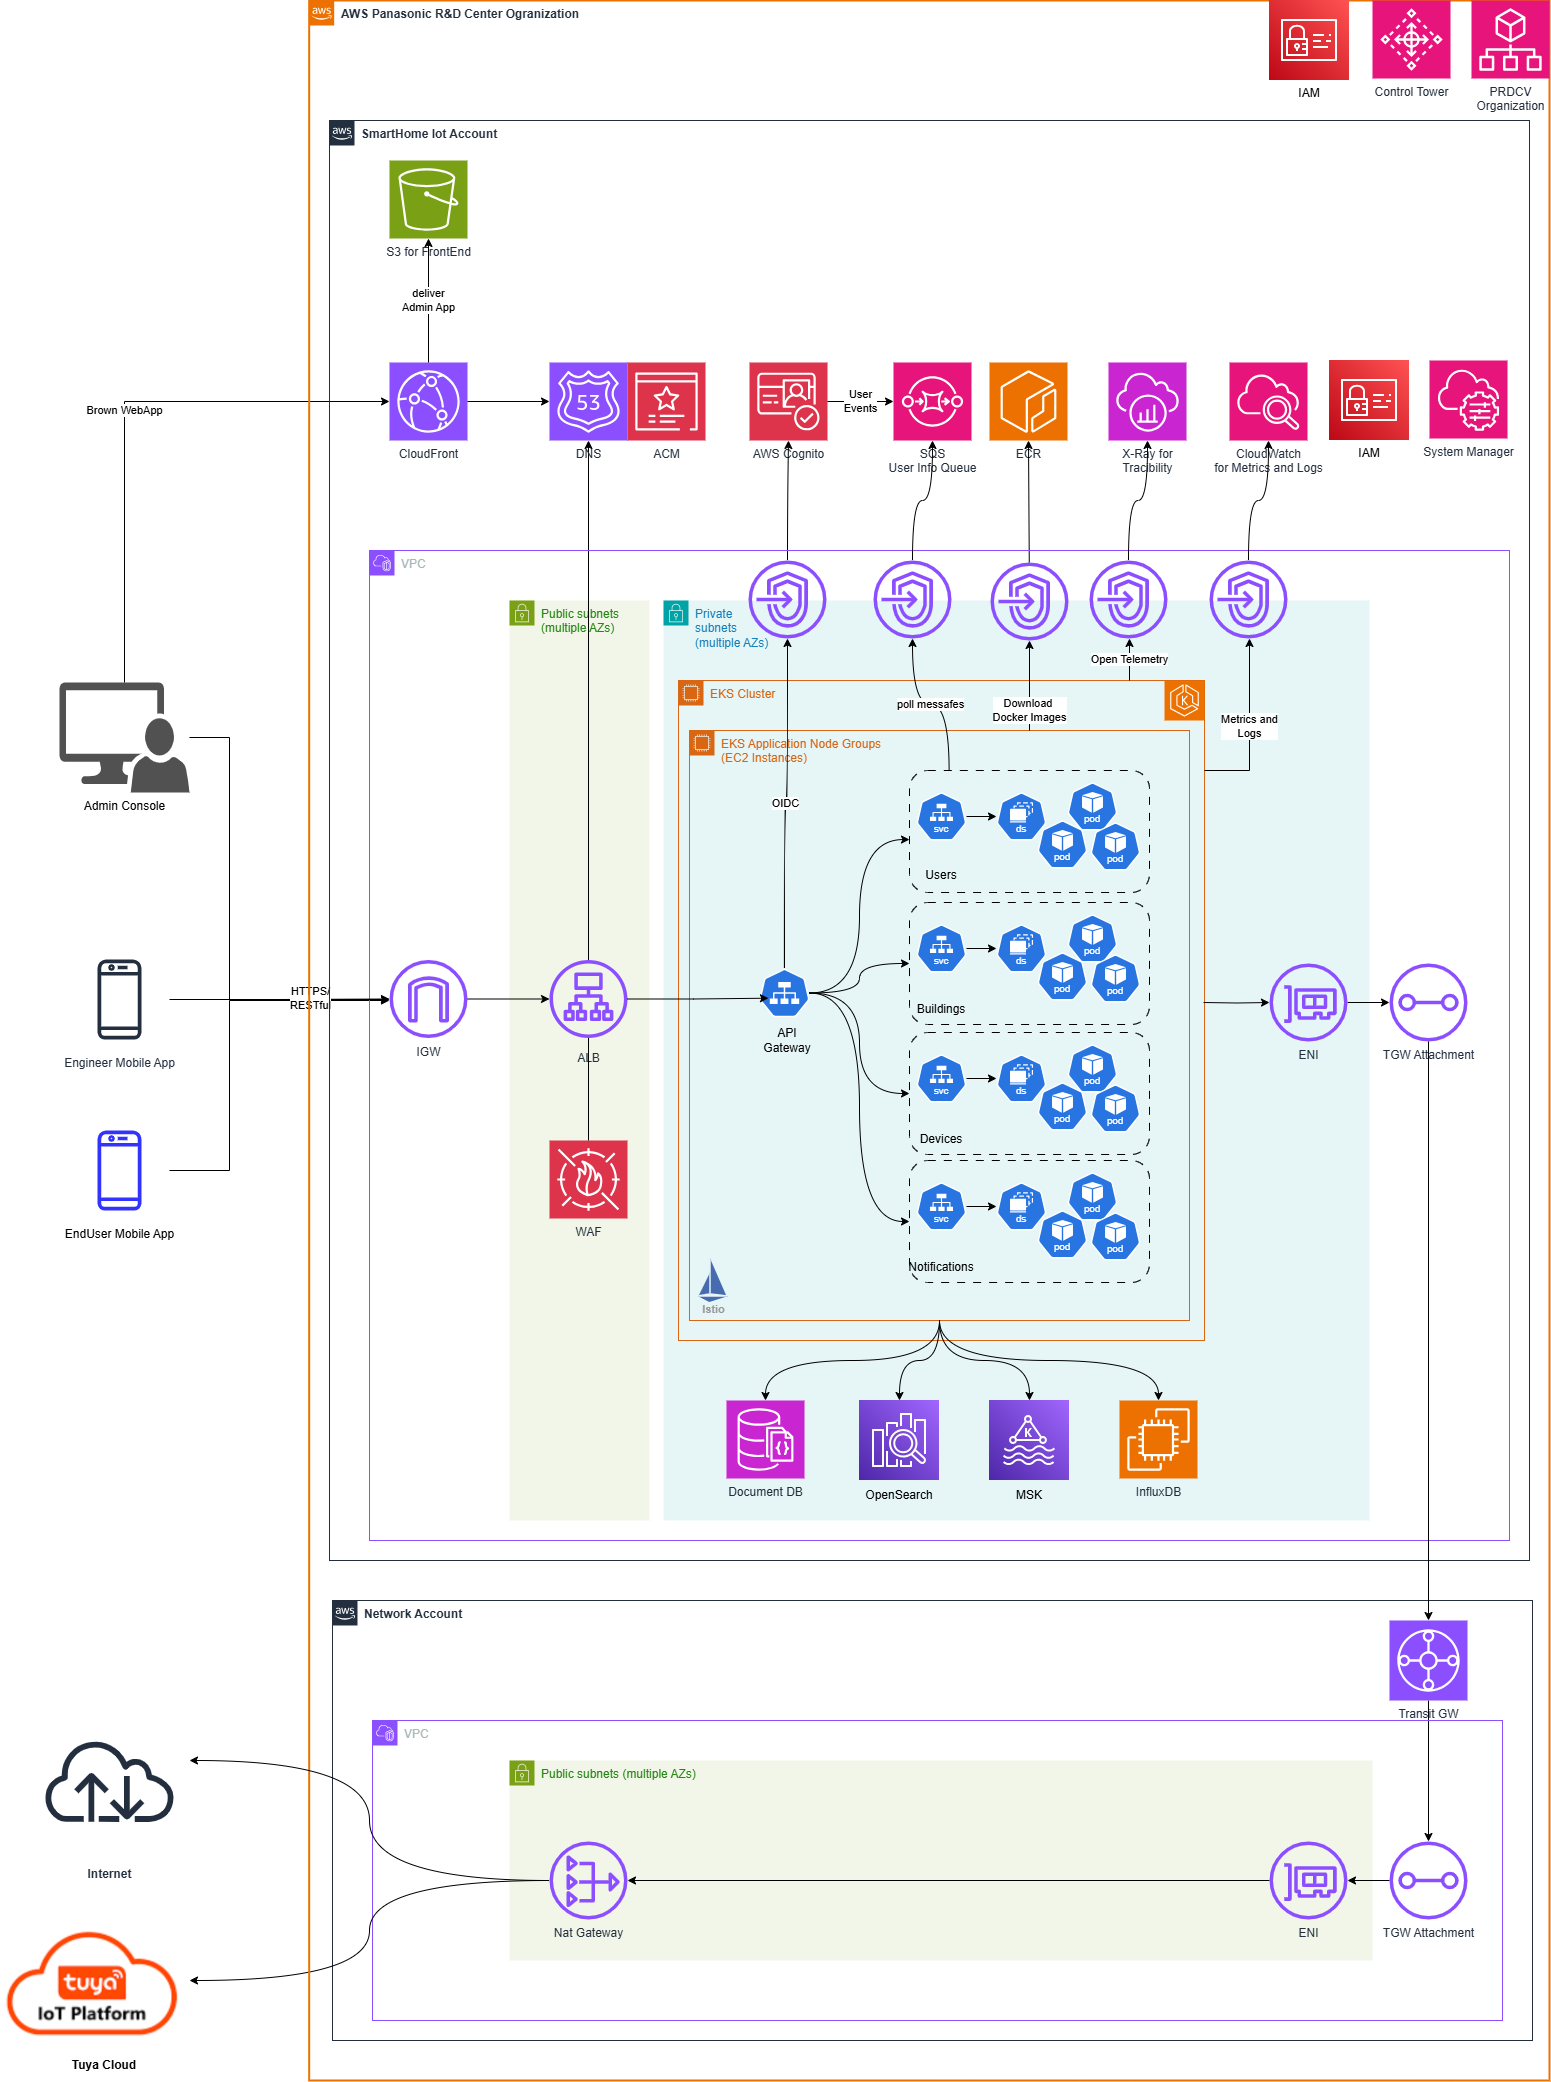 aws
AWS Panasonic R&D Center Ogranization
IAM
Control Tower
PRDCV
Organization
aws
SmartHome Iot Account
S3 for FrontEnd
deliver
Admin App
Brown WebApp
53
User
Events
CloudFront
DNS
ACM
AWS Cognito
SQS
User Info Queue
ECR
X-Ray for
Tracibility
CloudWatch
for Metrics and Logs
IAM
System Manager
VPC
Public subnets
(multiple AZs)
Private
subnets
(multiple AZs)
Open Telemetry
EKS Cluster
K
poll messafes
Download
Docker Images
Metrics and
Logs
EKS Application Node Groups
(EC2 Instances)
OIDC
Admin Console
svc
ds
pod
pod
pod
Users
svc
ds
pod
pod
pod
Buildings
HTTPS/
RESTful
IGW
ALB
API
Gateway
ENI
TGW Attachment
Engineer Mobile App
svc
ds
pod
pod
pod
Devices
svc
ds
pod
pod
pod
Notifications
EndUser Mobile App
WAF
Istio
K
Document DB
OpenSearch
MSK
InfluxDB
aws
Network Account
Transit GW
VPC
Public subnets (multiple AZs)
Internet
Nat Gateway
ENI
TGW Attachment
tuya
IoT Platform
Tuya Cloud